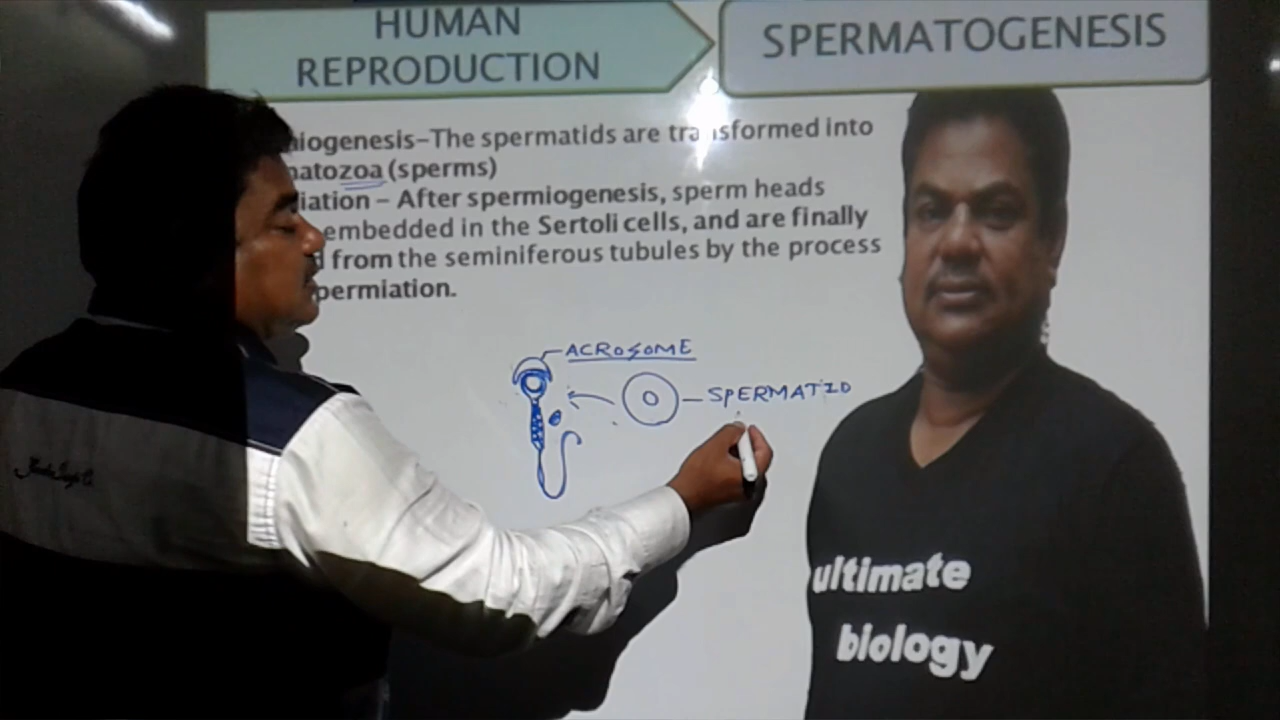 HUMAN
REPRODUCTION
SPERMATOGENESIS
iogenesis–The spermatids are transformed into
atozoa (sperms)
iation – After spermiogenesis, sperm heads
embedded in the Sertoli cells, and are finally
from the seminiferous tubules by the process
permiation.
ACROSOME
SPERMATID
ultimate
biology